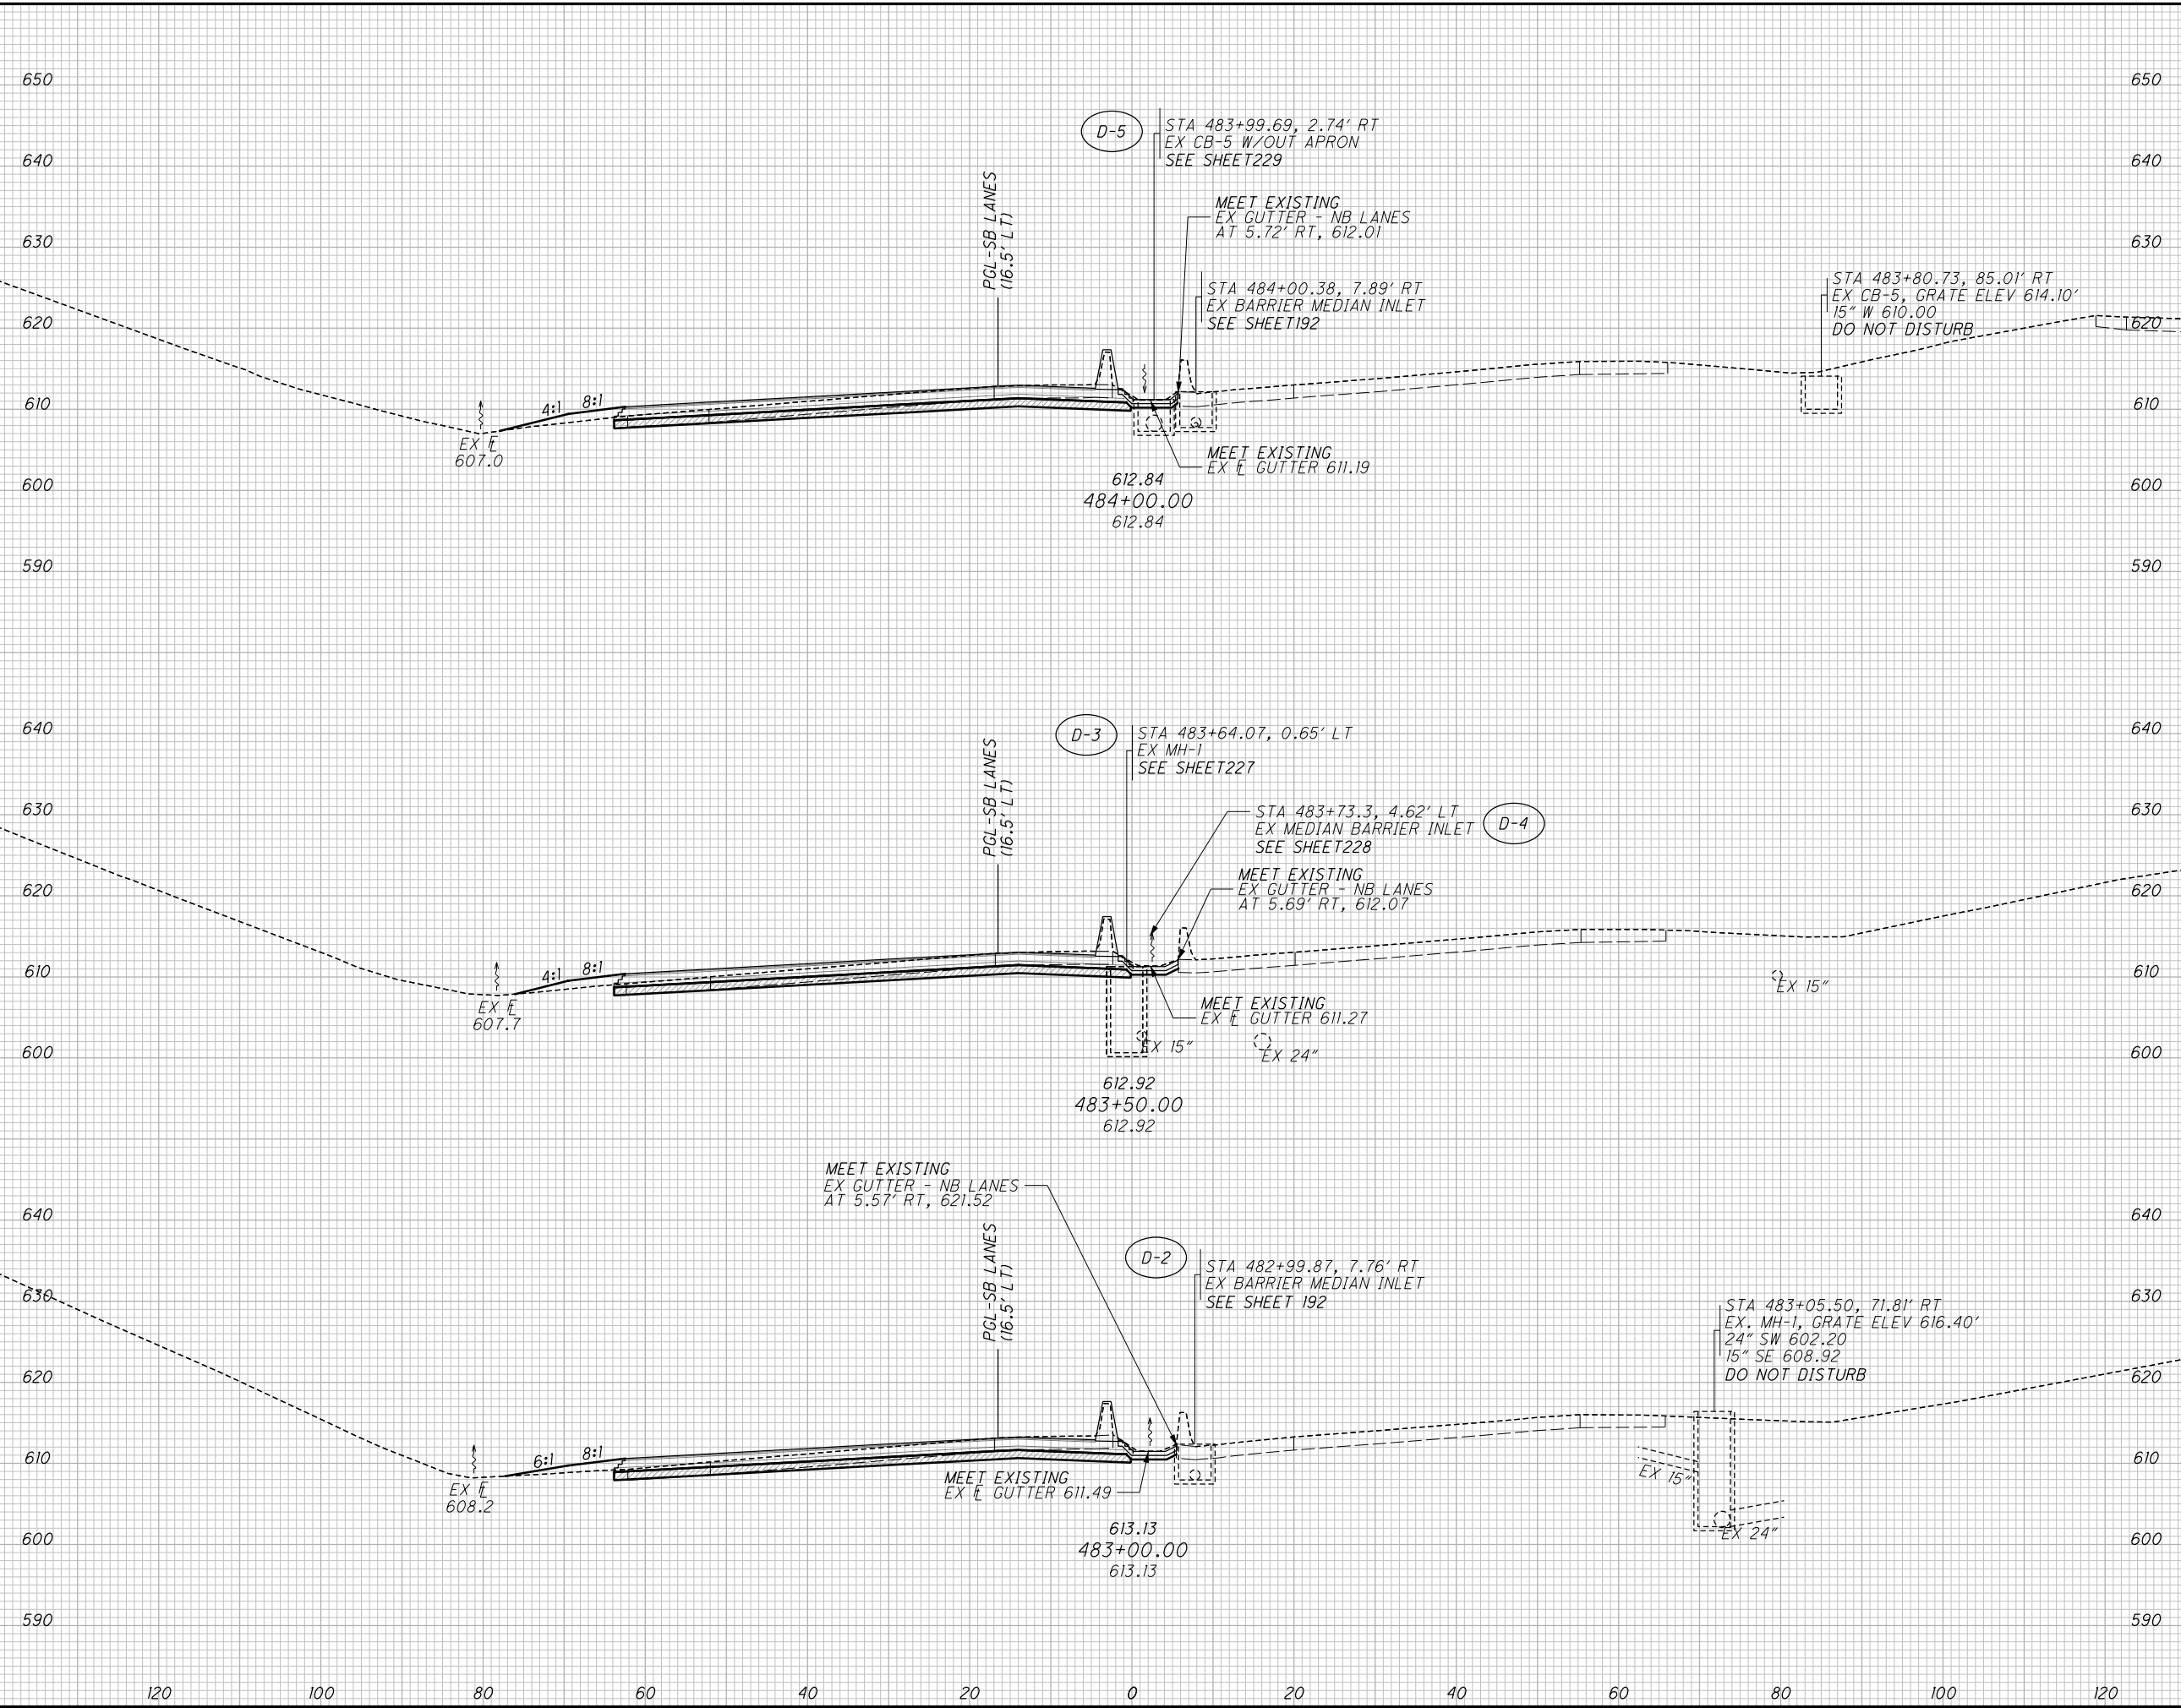 650
650
D-5
STA 483+99.69, 2.74' RT
EX CB-5 W/OUT APRON
SEE SHEET229
640
640
PGL-SB LANES
(16.5' LT)
MEET EXISTING
EX GUTTER - NB LANES
AT 5.72' RT, 612.01
630
630
STA 484+00.38, 7.89' RT
EX BARRIER MEDIAN INLET
SEE SHEET192
STA 483+80.73, 85.01' RT
EX CB-5, GRATE ELEV 614.10'
15" W 610.00
DO NOT DISTURB
620
620
610
4:1
8:1
610
EX FL
607.0
MEET EXISTING
EX FL GUTTER 611.19
600
612.84
484+00.00
612.84
600
590
590
640
D-3
STA 483+64.07, 0.65' LT
EX MH-1
SEE SHEET227
640
PGL-SB LANES
(16.5' LT)
630
STA 483+73.3, 4.62' LT
EX MEDIAN BARRIER INLET
SEE SHEET228
D-4
630
MEET EXISTING
EX GUTTER - NB LANES
AT 5.69' RT, 612.07
620
620
610
4:1
8:1
610
EX 15"
EX FL
607.7
MEET EXISTING
EX FL GUTTER 611.27
EX 15"
EX 24"
600
600
612.92
483+50.00
612.92
MEET EXISTING
EX GUTTER - NB LANES
AT 5.57' RT, 621.52
640
640
PGL-SB LANES
(16.5' LT)
D-2
STA 482+99.87, 7.76' RT
EX BARRIER MEDIAN INLET
SEE SHEET 192
630
630
STA 483+05.50, 71.81' RT
EX. MH-1, GRATE ELEV 616.40'
24" SW 602.20
15" SE 608.92
DO NOT DISTURB
620
620
610
6:1
8:1
610
EX 15"
EX FL
608.2
MEET EXISTING
EX FL GUTTER 611.49
EX 24"
600
613.13
483+00.00
613.13
600
590
590
120 100 80 60 40 20 0 20 40 60 80 100 120